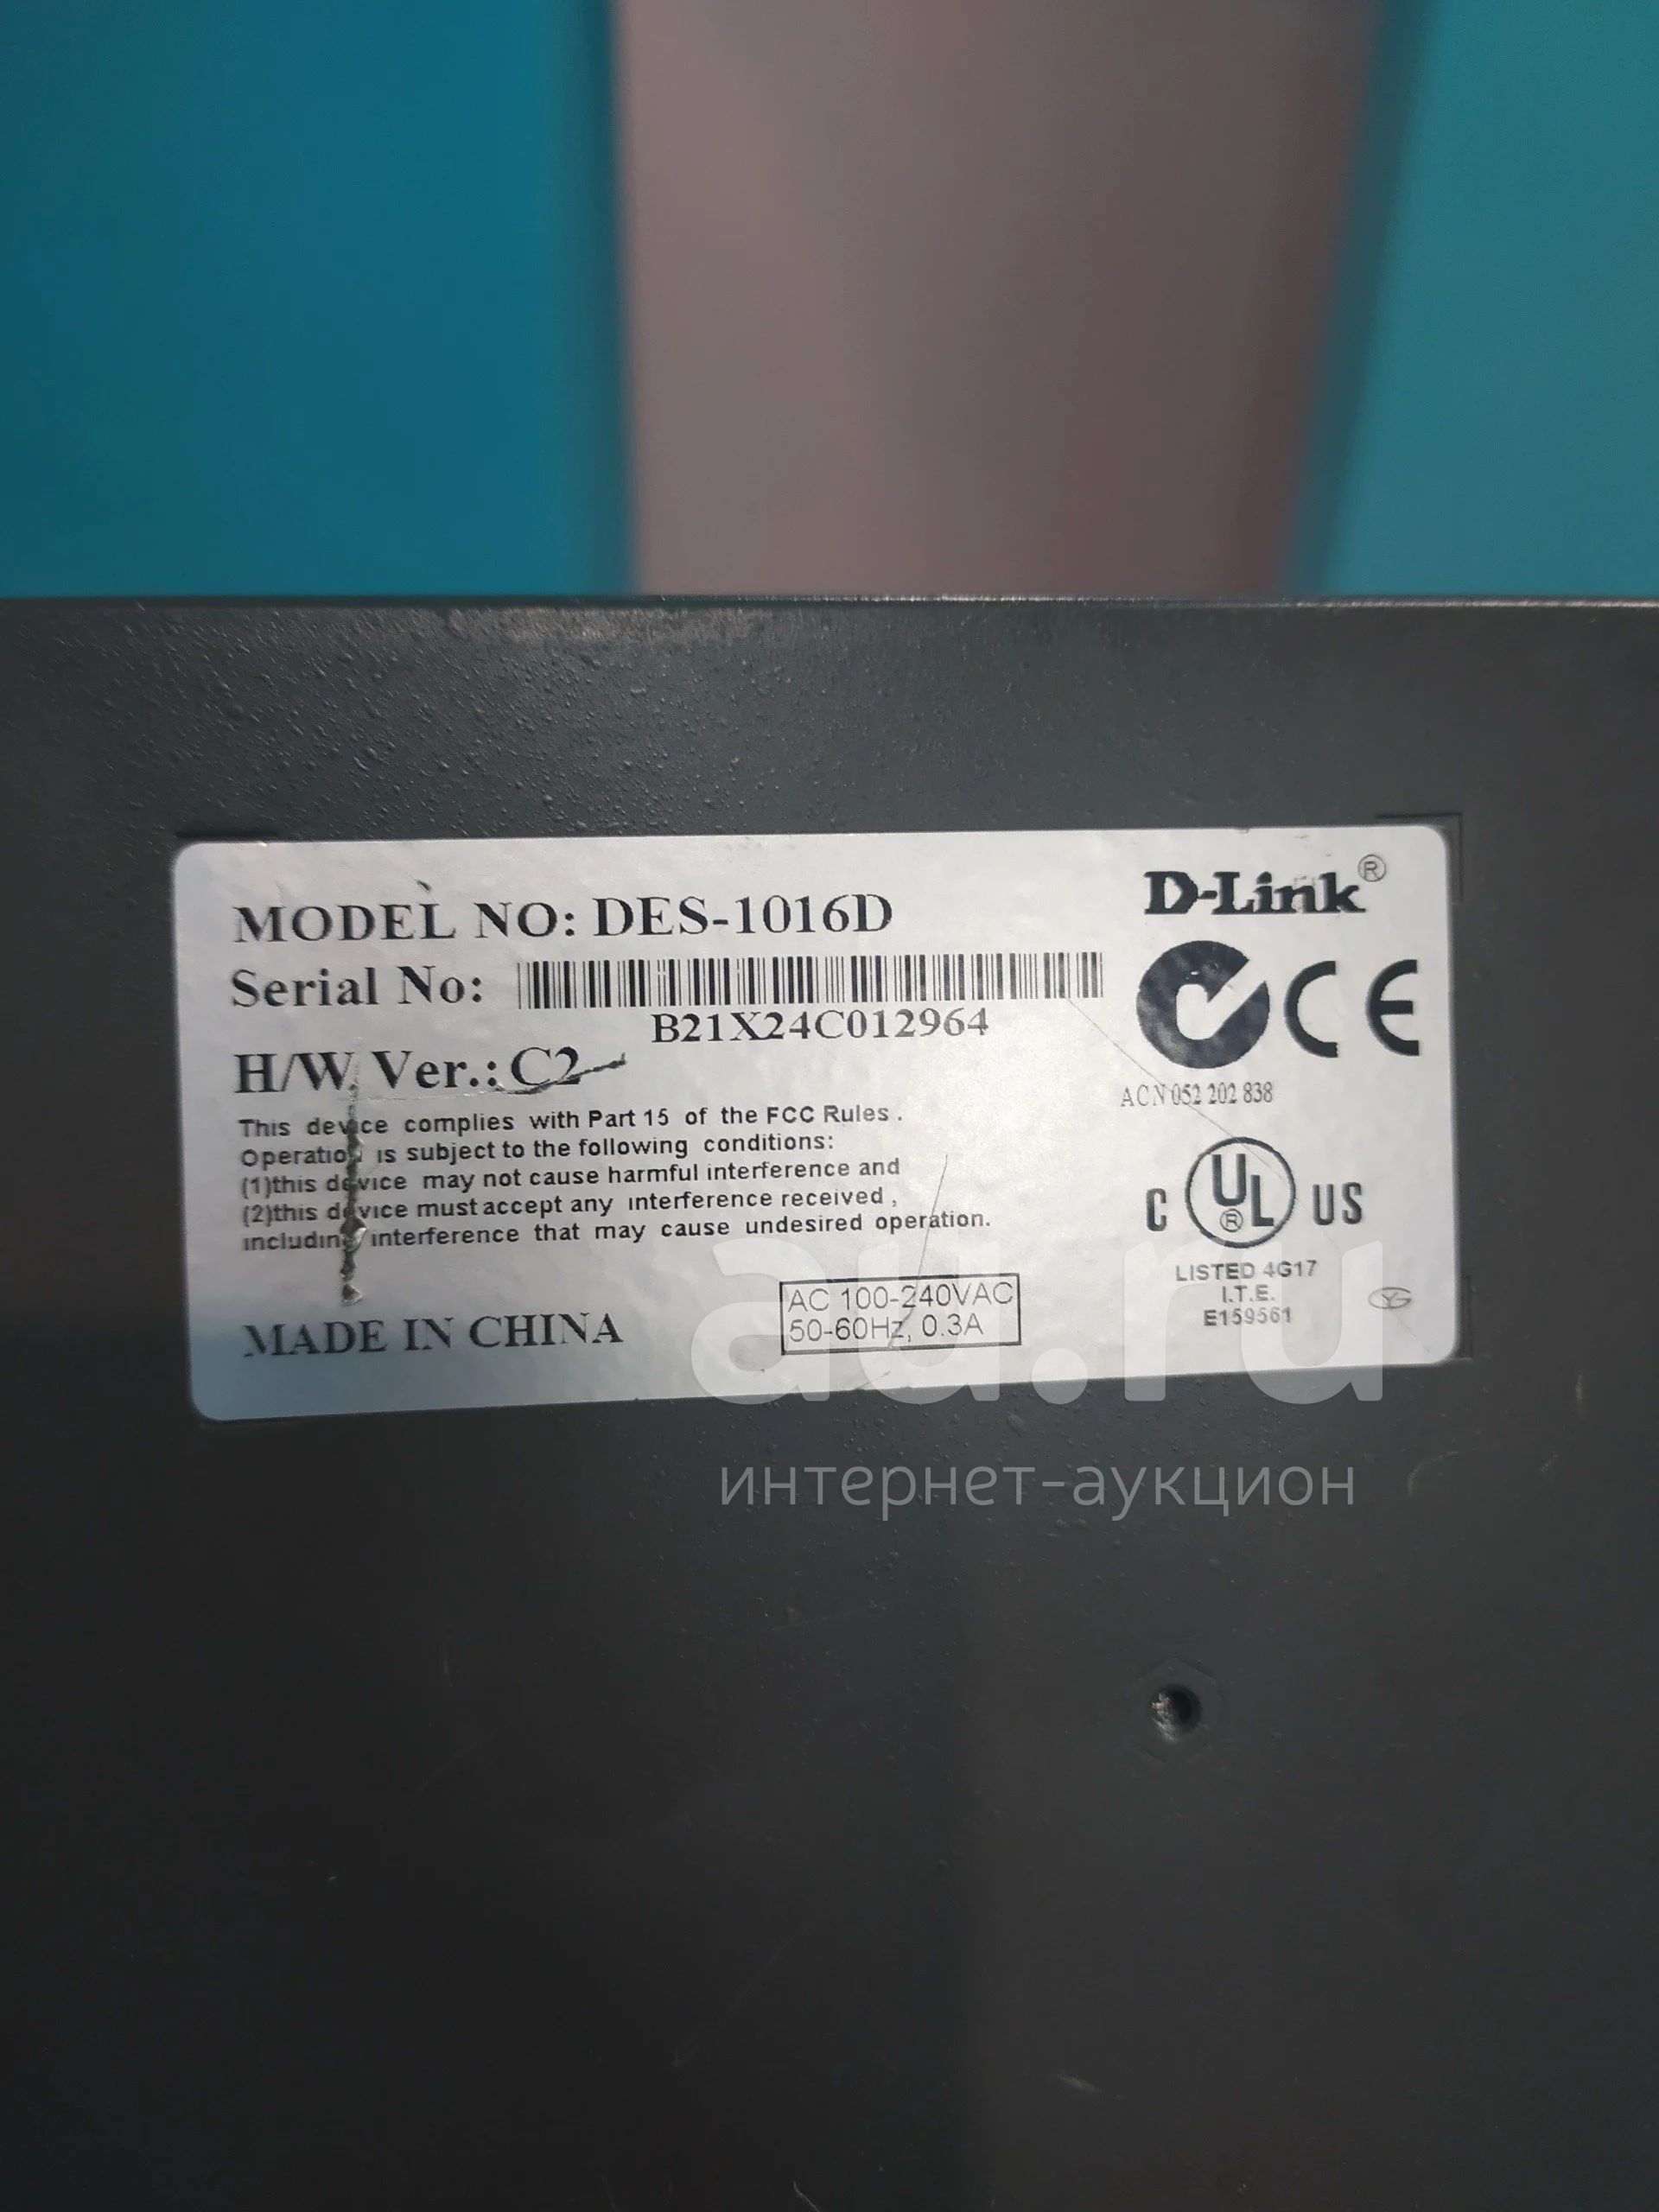 MODEL NO: DES-1016D
Serial No:
B21X24C012964
H/W. Ver.: C2
This device complies with Part 15 of the FCC Rules.
Operation is subject to the following conditions:
(1)this device may not cause harmful interference and
(2)this device must accept any interference received,
including interference that may cause undesired operation.
MADE IN CHINA
AC 100-240VAC
50-60Hz, 0.3A
D-Link®
CE
ACN 052 202 838
C UL® US
LISTED 4G17
I.T.E.
E159561
YG
au.ru
интернет-аукцион